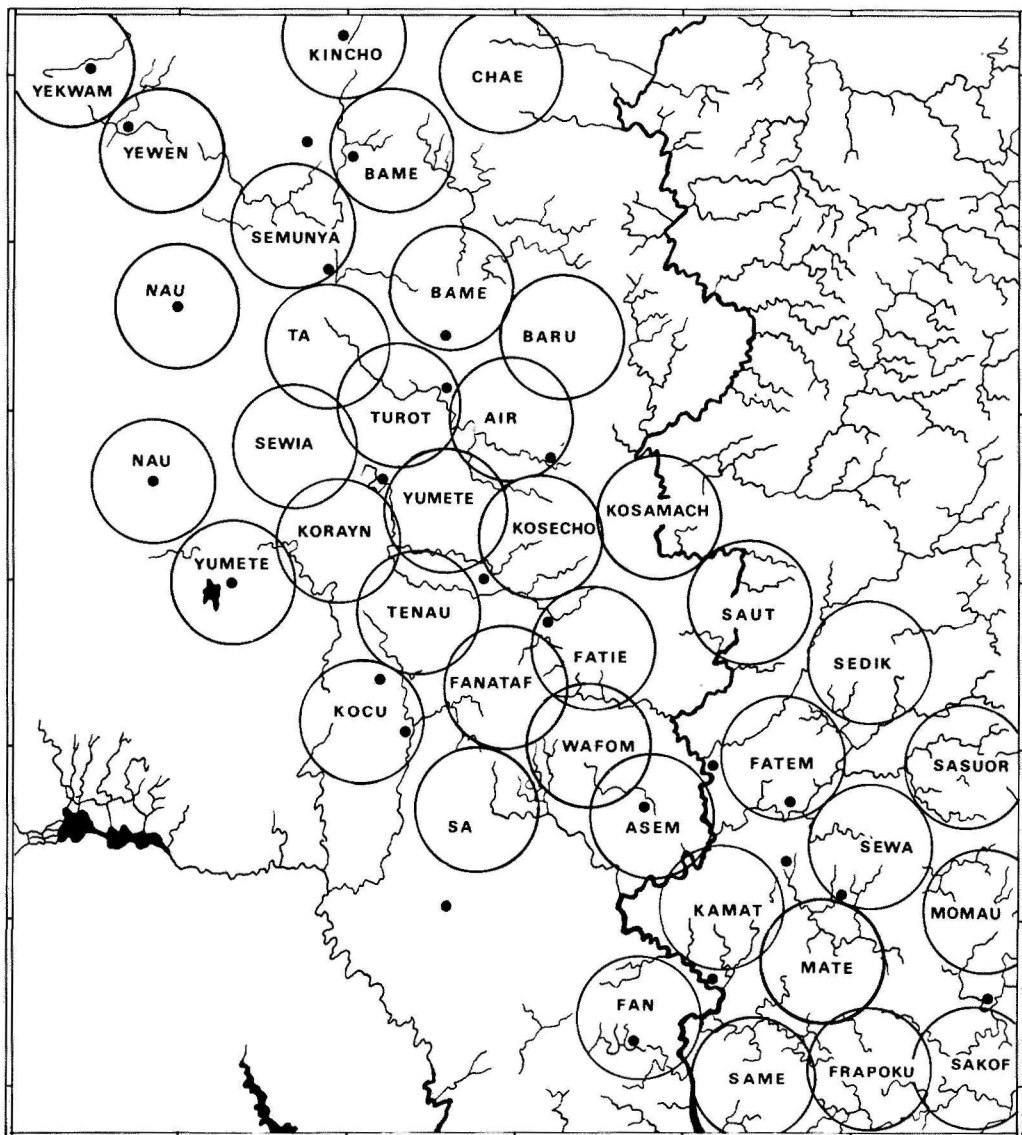 KINCHO
CHAE
YEKWAM
YEWEN
BAME
SEMUNYA
NAU
BAME
TA
BARU
TUROT
AIR
SEWIA
NAU
YUMETE
KOSAMACH
KORAYN
KOSECHO
YUMETE
TENAU
SAUT
FATIE
SEDIK
FANATAF
KOCU
WAFOM
FATEM
SASUOR
SA
ASEM
SEWA
KAMAT
MOMAU
MATE
FAN
SAKOF
SAME
FRAPOKU